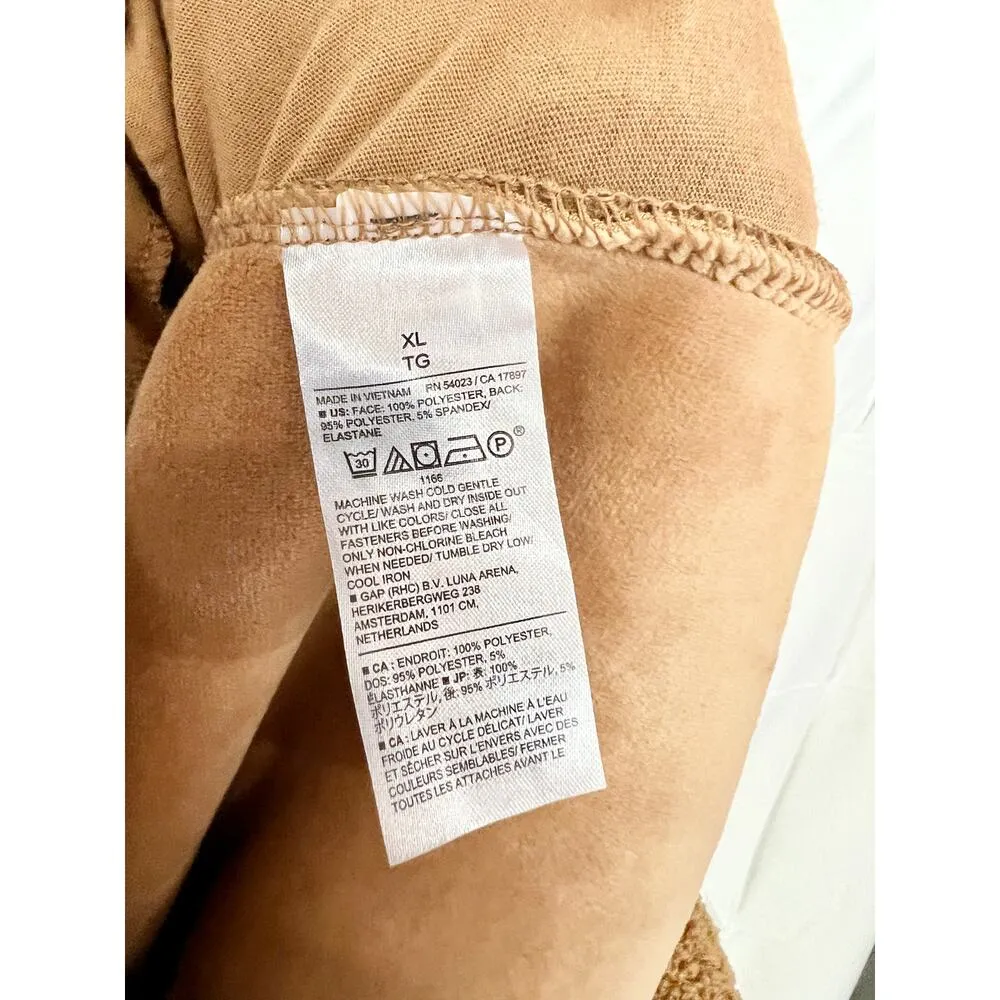 XL
TG
MADE IN VIETNAM RN 54023 / CA 17897
■ US: FACE: 100% POLYESTER, BACK:
95% POLYESTER, 5% SPANDEX/
ELASTANE
30 P®
1166
MACHINE WASH COLD GENTLE
CYCLE/ WASH AND DRY INSIDE OUT
WITH LIKE COLORS/ CLOSE ALL
FASTENERS BEFORE WASHING/
ONLY NON-CHLORINE BLEACH
WHEN NEEDED/ TUMBLE DRY LOW/
COOL IRON
■ GAP (RHC) B.V. LUNA ARENA,
HERIKERBERGWEG 238
AMSTERDAM, 1101 CM,
NETHERLANDS
■ CA : ENDROIT: 100% POLYESTER,
DOS: 95% POLYESTER, 5%
ÉLASTHANNE ■ JP: 表: 100%
ポリエステル, 後: 95% ポリエステル, 5%
ポリウレタン
■ CA : LAVER À LA MACHINE À L'EAU
FROIDE AU CYCLE DÉLICAT/ LAVER
ET SÉCHER SUR L'ENVERS AVEC DES
COULEURS SEMBLABLES/ FERMER
TOUTES LES ATTACHES AVANT LE